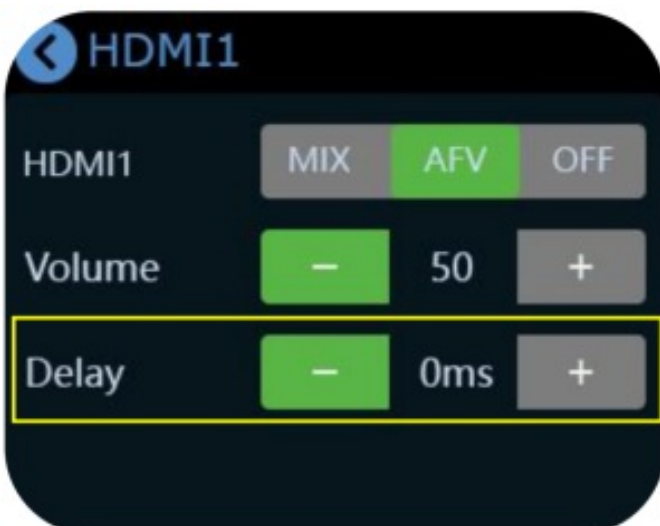 HDMI1
HDMI1 MIX AFV OFF
Volume − 50 +
Delay − 0ms +